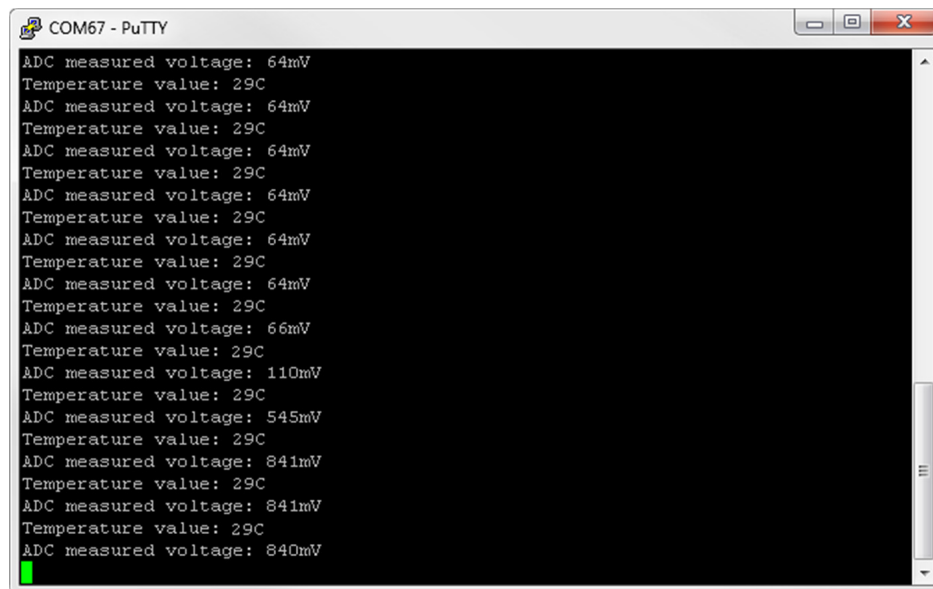 COM67 - PuTTY
ADC measured voltage: 64mV
Temperature value: 29C
ADC measured voltage: 64mV
Temperature value: 29C
ADC measured voltage: 64mV
Temperature value: 29C
ADC measured voltage: 64mV
Temperature value: 29C
ADC measured voltage: 64mV
Temperature value: 29C
ADC measured voltage: 64mV
Temperature value: 29C
ADC measured voltage: 66mV
Temperature value: 29C
ADC measured voltage: 110mV
Temperature value: 29C
ADC measured voltage: 545mV
Temperature value: 29C
ADC measured voltage: 841mV
Temperature value: 29C
ADC measured voltage: 841mV
Temperature value: 29C
ADC measured voltage: 840mV